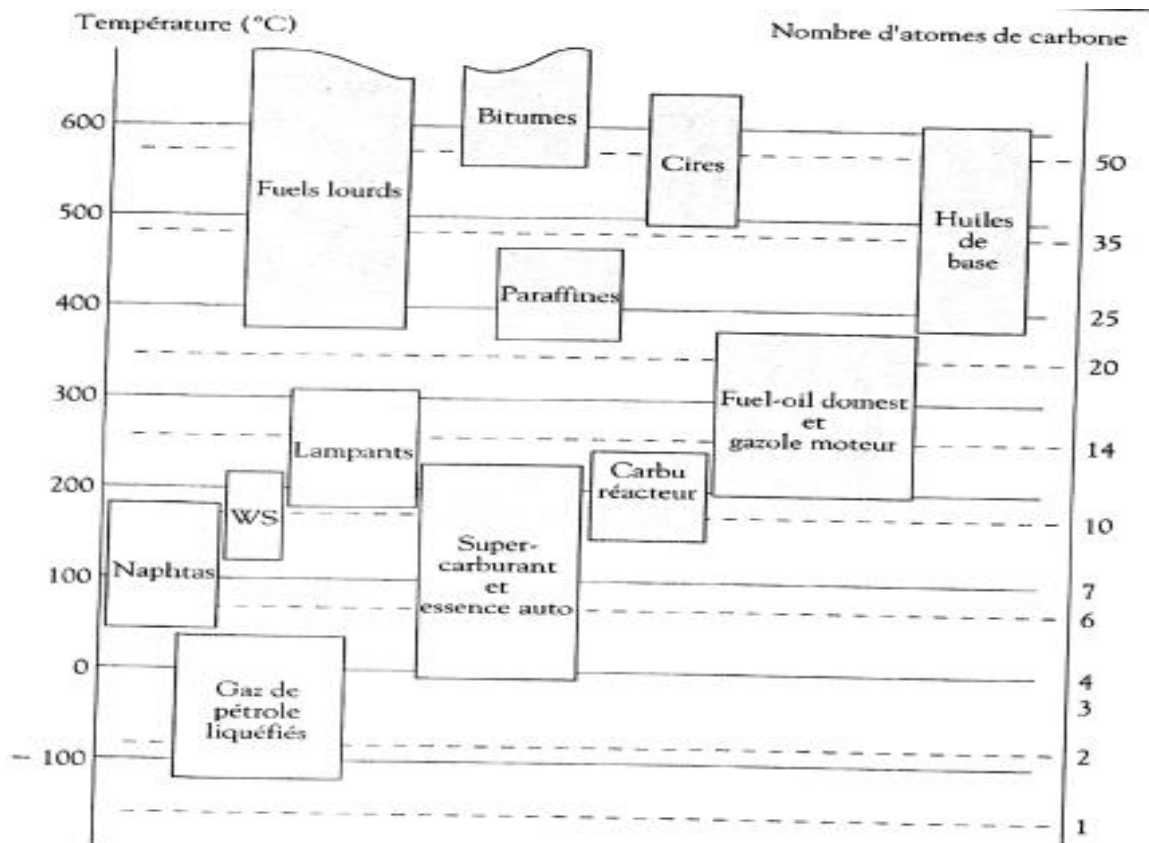 Température (°C)
Nombre d'atomes de carbone
600
500
400
300
200
100
0
- 100
Fuels lourds
Bitumes
Cires
Huiles
de
base
Paraffines
Lampants
Fuel-oil domest
et
gazole moteur
Carbu
réacteur
WS
Naphtas
Super-
carburant
et
essence auto
Gaz de
pétrole
liquéfiés
50
35
25
20
14
10
7
6
4
3
2
1